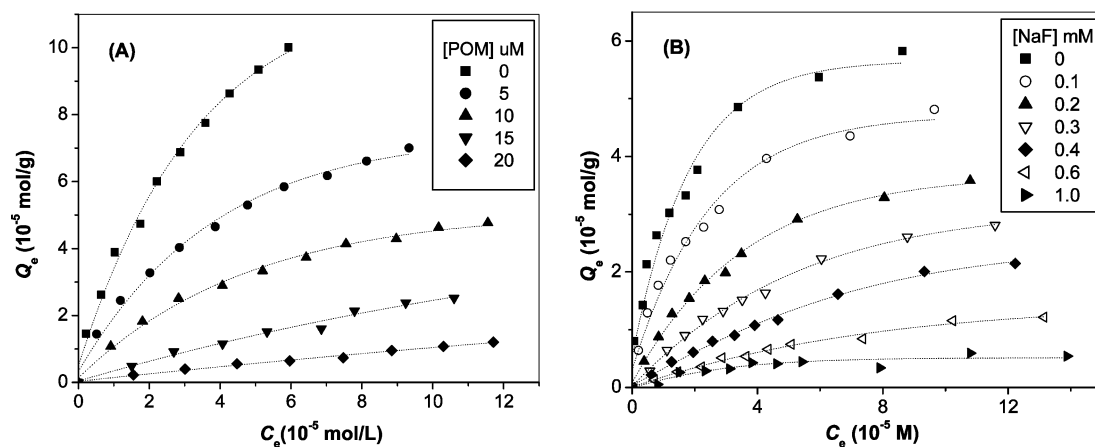 (A)
[POM] uM
0
5
10
15
20
10
8
6
4
2
0
Qe (10-5 mol/g)
0 2 4 6 8 10 12
Ce(10-5 mol/L)
(B)
[NaF] mM
0
0.1
0.2
0.3
0.4
0.6
1.0
6
4
2
0
Qe (10-5 mol/g)
0 4 8 12
Ce (10-5 M)